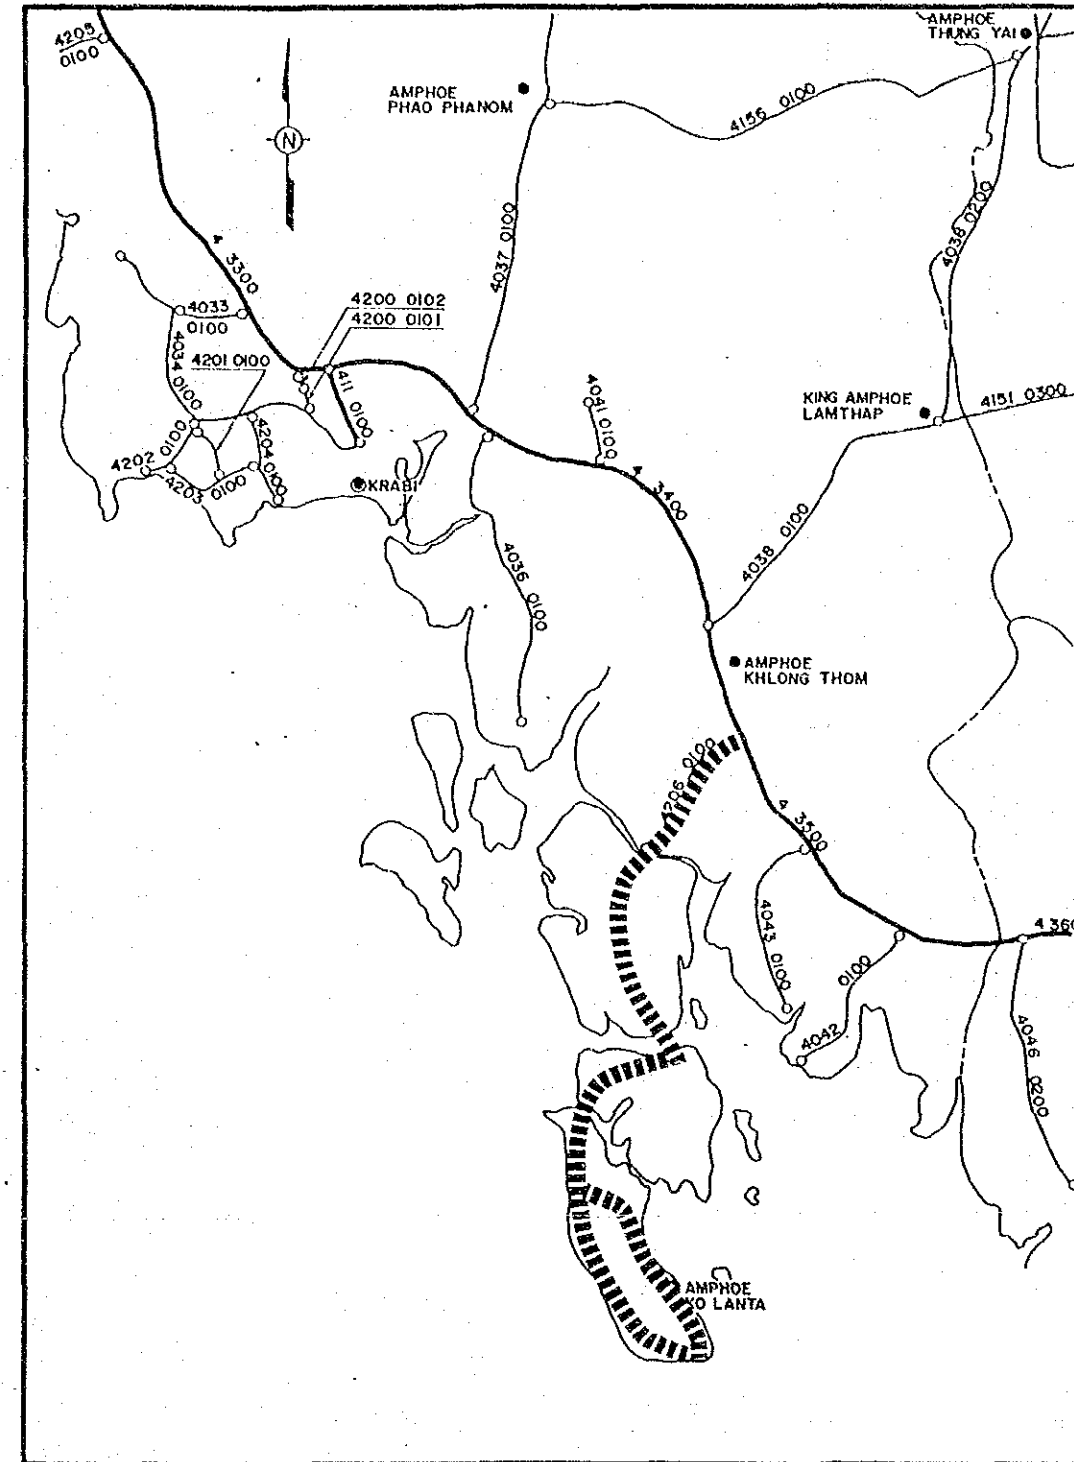 4205
0100
AMPHOE
THUNG YAI
AMPHOE
PHAO PHANOM
4156 0100
N
4038 0200
4037 0100
4 3300
4200 0102
4200 0101
4033
0100
4034 0100
4201 0100
411 0100
4041 0100
KING AMPHOE
LAMTHAP
4151 0300
4202 0100
4204 0100
4203 0100
KRABI
4 3400
4038 0100
4036 0100
AMPHOE
KHLONG THOM
4206 0100
4 3500
4043 0100
4 360
4042 0100
4046 0200
AMPHOE
KO LANTA